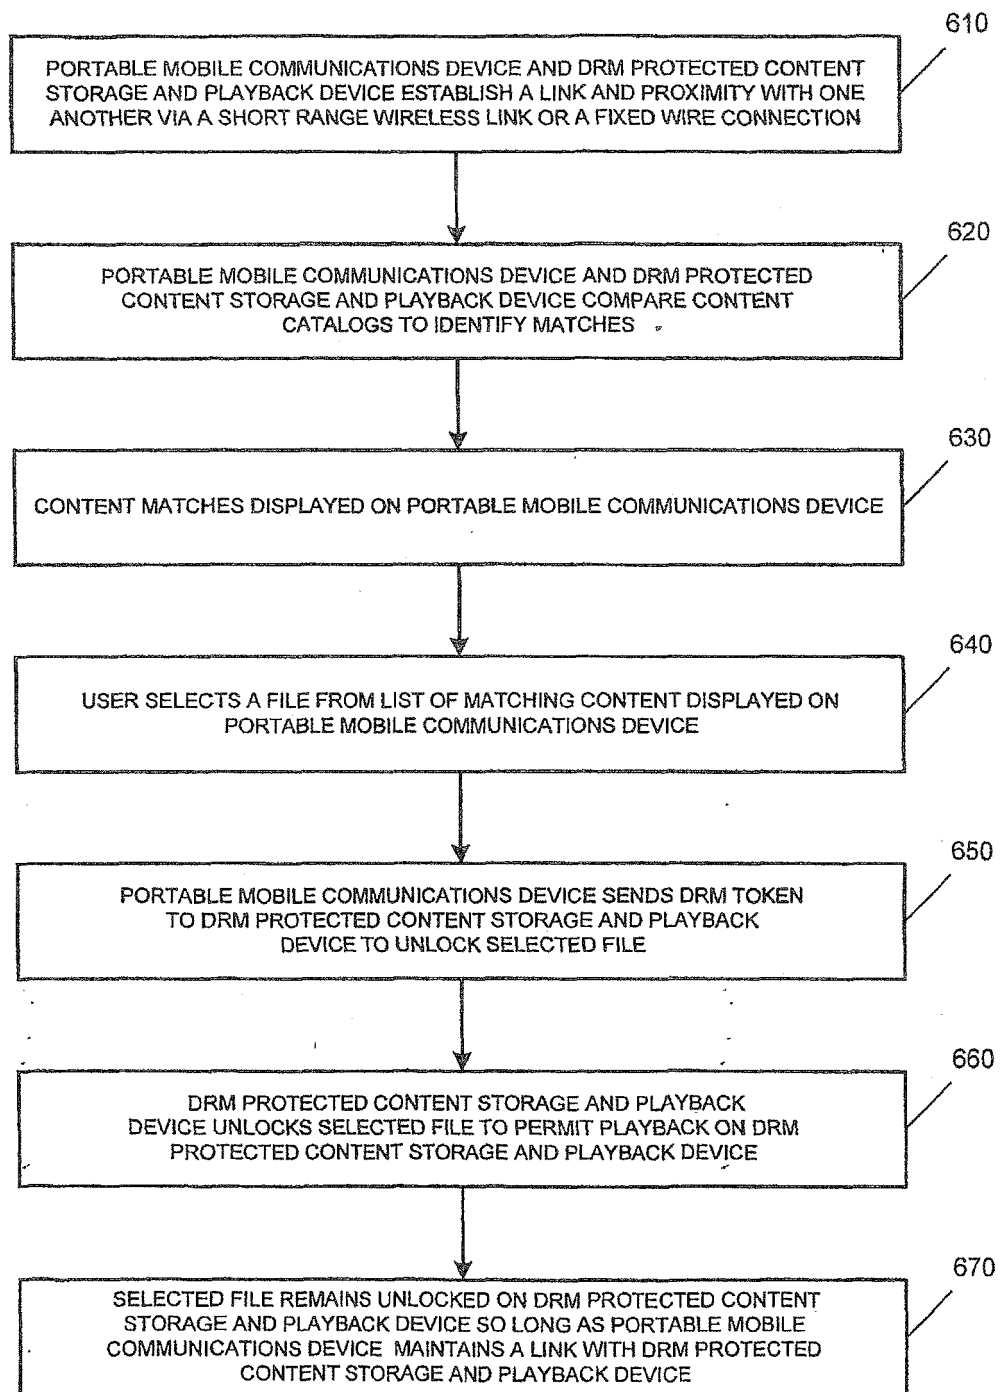 610
PORTABLE MOBILE COMMUNICATIONS DEVICE AND DRM PROTECTED CONTENT
STORAGE AND PLAYBACK DEVICE ESTABLISH A LINK AND PROXIMITY WITH ONE
ANOTHER VIA A SHORT RANGE WIRELESS LINK OR A FIXED WIRE CONNECTION
620
PORTABLE MOBILE COMMUNICATIONS DEVICE AND DRM PROTECTED
CONTENT STORAGE AND PLAYBACK DEVICE COMPARE CONTENT
CATALOGS TO IDENTIFY MATCHES
630
CONTENT MATCHES DISPLAYED ON PORTABLE MOBILE COMMUNICATIONS DEVICE
640
USER SELECTS A FILE FROM LIST OF MATCHING CONTENT DISPLAYED ON
PORTABLE MOBILE COMMUNICATIONS DEVICE
650
PORTABLE MOBILE COMMUNICATIONS DEVICE SENDS DRM TOKEN
TO DRM PROTECTED CONTENT STORAGE AND PLAYBACK
DEVICE TO UNLOCK SELECTED FILE
660
DRM PROTECTED CONTENT STORAGE AND PLAYBACK
DEVICE UNLOCKS SELECTED FILE TO PERMIT PLAYBACK ON DRM
PROTECTED CONTENT STORAGE AND PLAYBACK DEVICE
670
SELECTED FILE REMAINS UNLOCKED ON DRM PROTECTED CONTENT
STORAGE AND PLAYBACK DEVICE SO LONG AS PORTABLE MOBILE
COMMUNICATIONS DEVICE MAINTAINS A LINK WITH DRM PROTECTED
CONTENT STORAGE AND PLAYBACK DEVICE